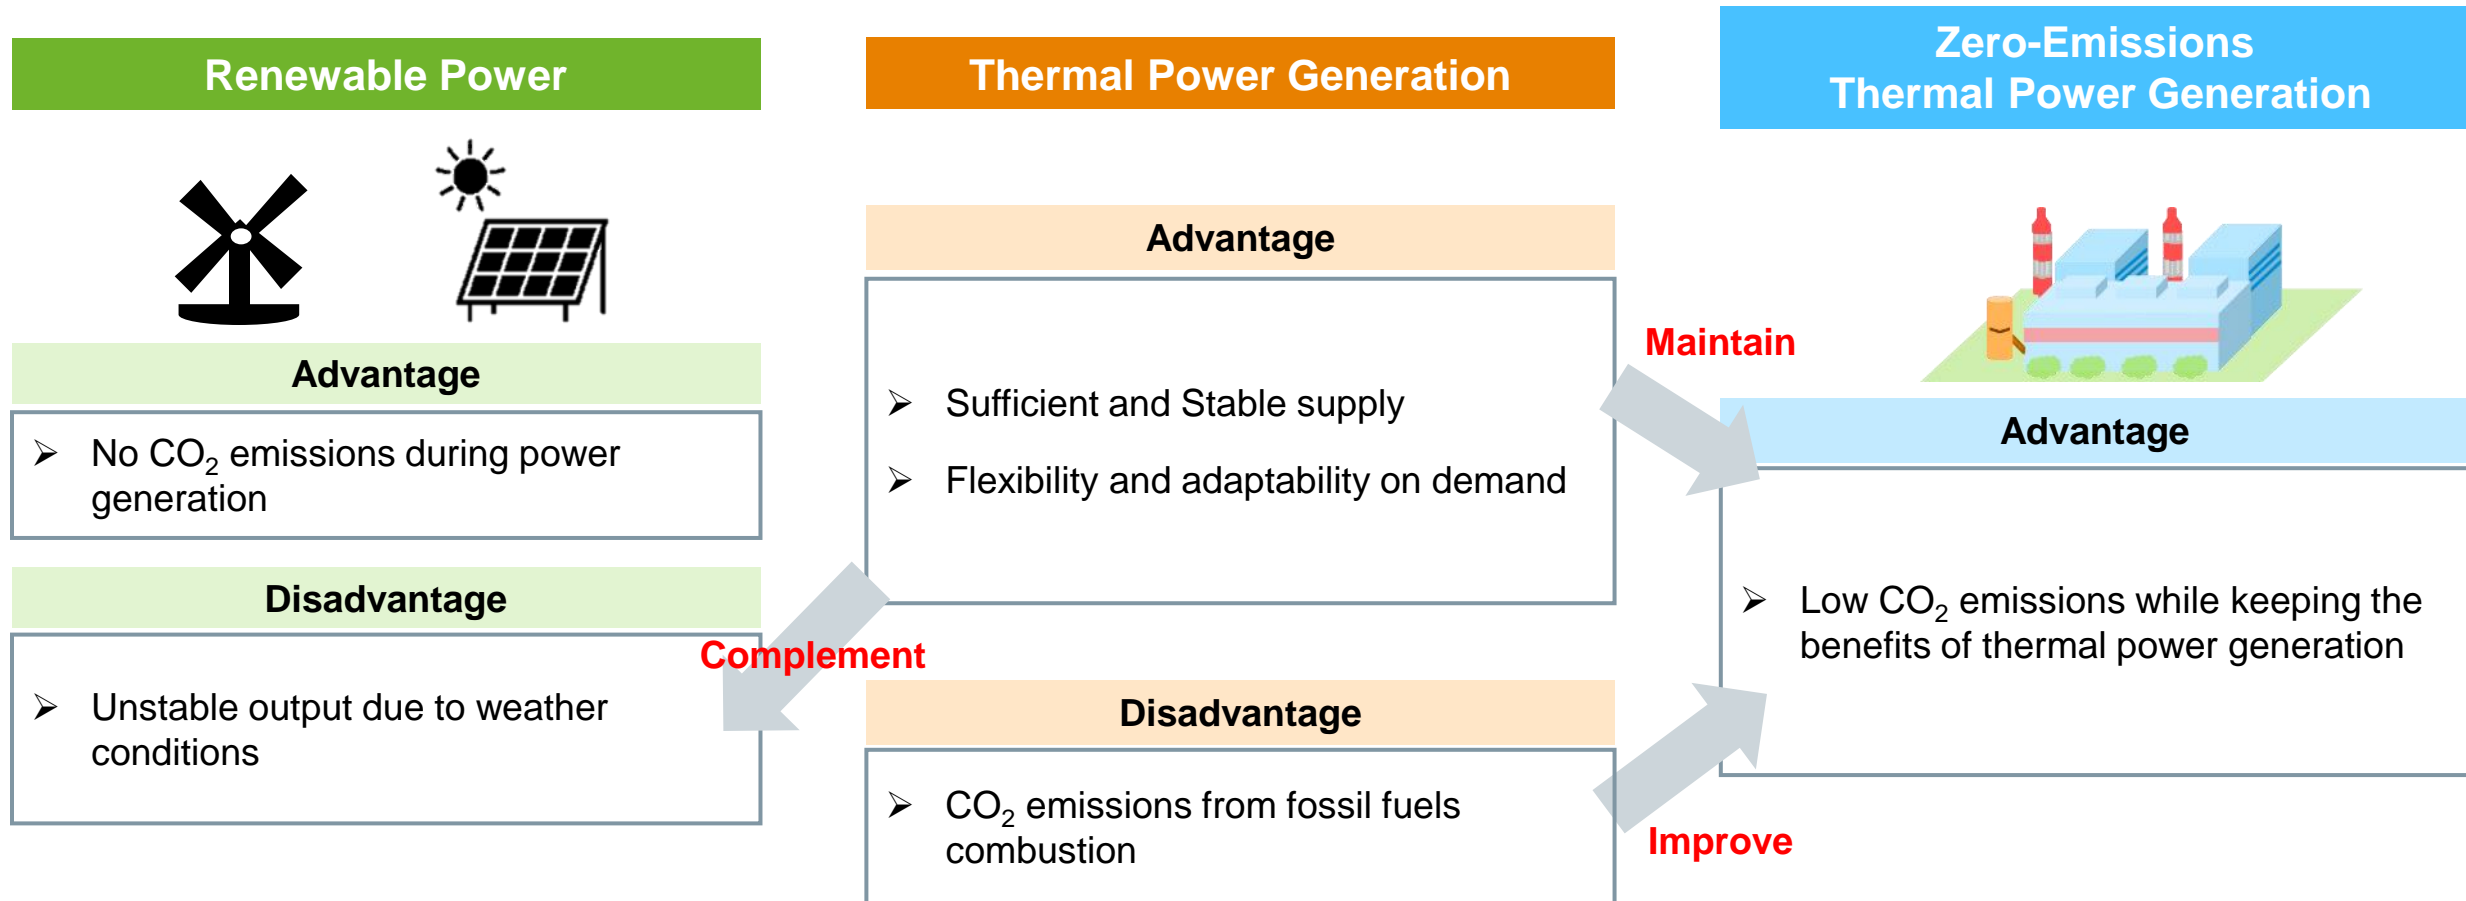 Renewable Power
Advantage
➢ No CO₂ emissions during power
generation
Disadvantage
➢ Unstable output due to weather
conditions
Thermal Power Generation
Advantage
➢ Sufficient and Stable supply
➢ Flexibility and adaptability on demand
Complement
Disadvantage
➢ CO₂ emissions from fossil fuels
combustion
Maintain
Improve
Zero-Emissions
Thermal Power Generation
Advantage
➢ Low CO₂ emissions while keeping the
benefits of thermal power generation